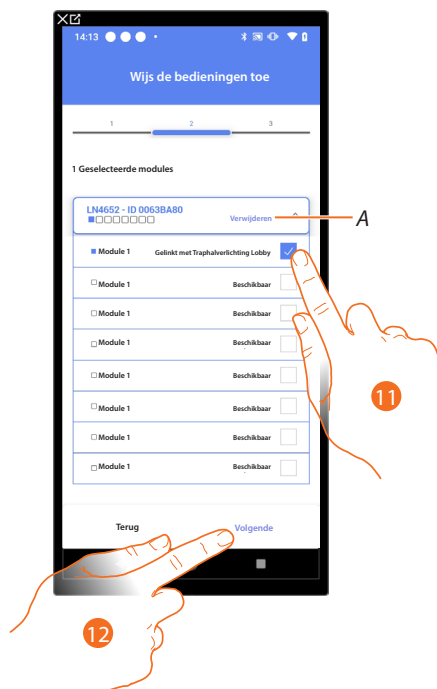 14:13
Wijs de bedieningen toe
1 2 3
1 Geselecteerde modules
LN4652 - ID 0063BA80
Verwijderen
A
Module 1 Gelinkt met Traphalverlichting Lobby
Module 1 Beschikbaar
Module 1 Beschikbaar
Module 1 Beschikbaar
Module 1 Beschikbaar
Module 1 Beschikbaar
Module 1 Beschikbaar
Module 1 Beschikbaar
11
Terug Volgende
12